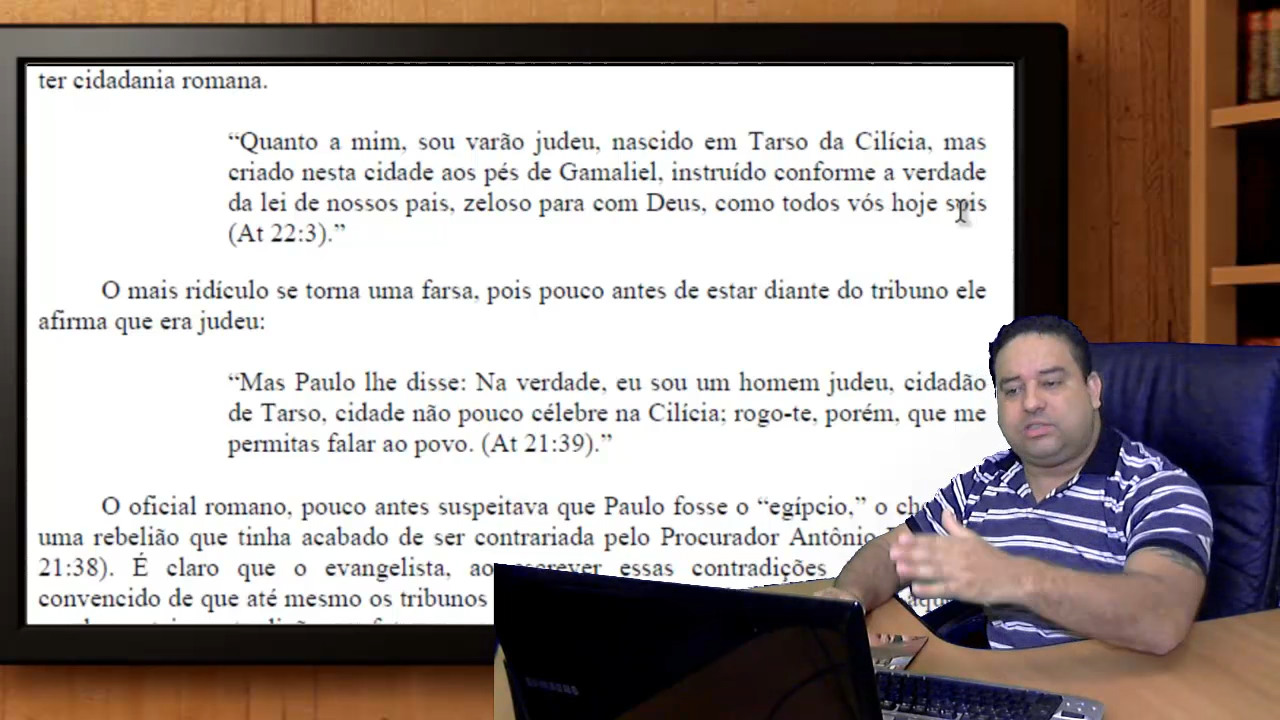 ter cidadania romana.
“Quanto a mim, sou varão judeu, nascido em Tarso da Cilícia, mas
criado nesta cidade aos pés de Gamaliel, instruído conforme a verdade
da lei de nossos pais, zeloso para com Deus, como todos vós hoje sois
(At 22:3).”
O mais ridículo se torna uma farsa, pois pouco antes de estar diante do tribuno ele
afirma que era judeu:
“Mas Paulo lhe disse: Na verdade, eu sou um homem judeu, cidadão
de Tarso, cidade não pouco célebre na Cilícia; rogo-te, porém, que me
permitas falar ao povo. (At 21:39).”
O oficial romano, pouco antes suspeitava que Paulo fosse o “egípcio,” o
uma rebelião que tinha acabado de ser contrariada pelo Procurador Antônio
21:38). É claro que o evangelista, ao escrever essas contradições
convencido de que até mesmo os tribunos
SAMSUNG